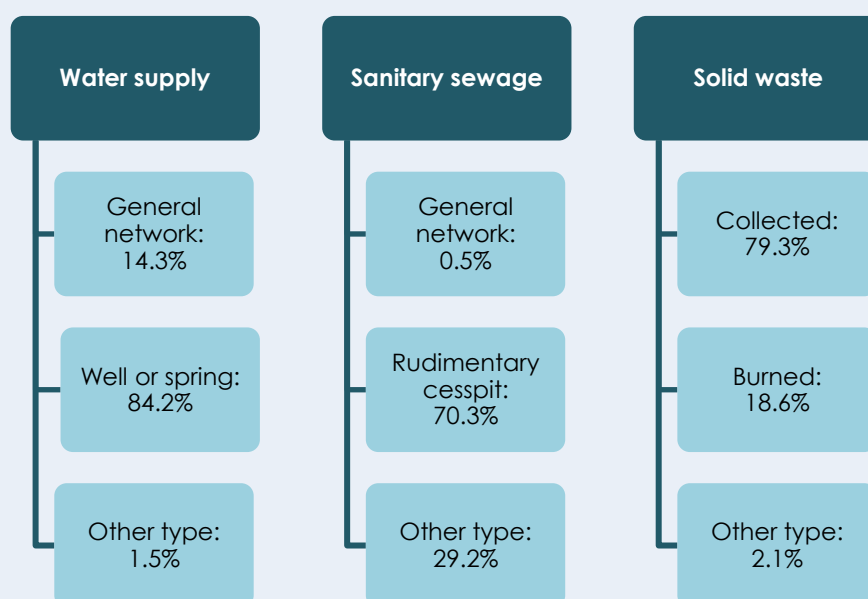 Water supply
General
network:
14.3%
Well or spring:
84.2%
Other type:
1.5%
Sanitary sewage
General
network:
0.5%
Rudimentary
cesspit:
70.3%
Other type:
29.2%
Solid waste
Collected:
79.3%
Burned:
18.6%
Other type:
2.1%